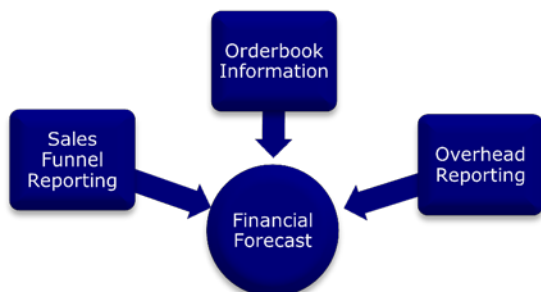 Orderbook
Information
Sales
Funnel
Reporting
Overhead
Reporting
Financial
Forecast